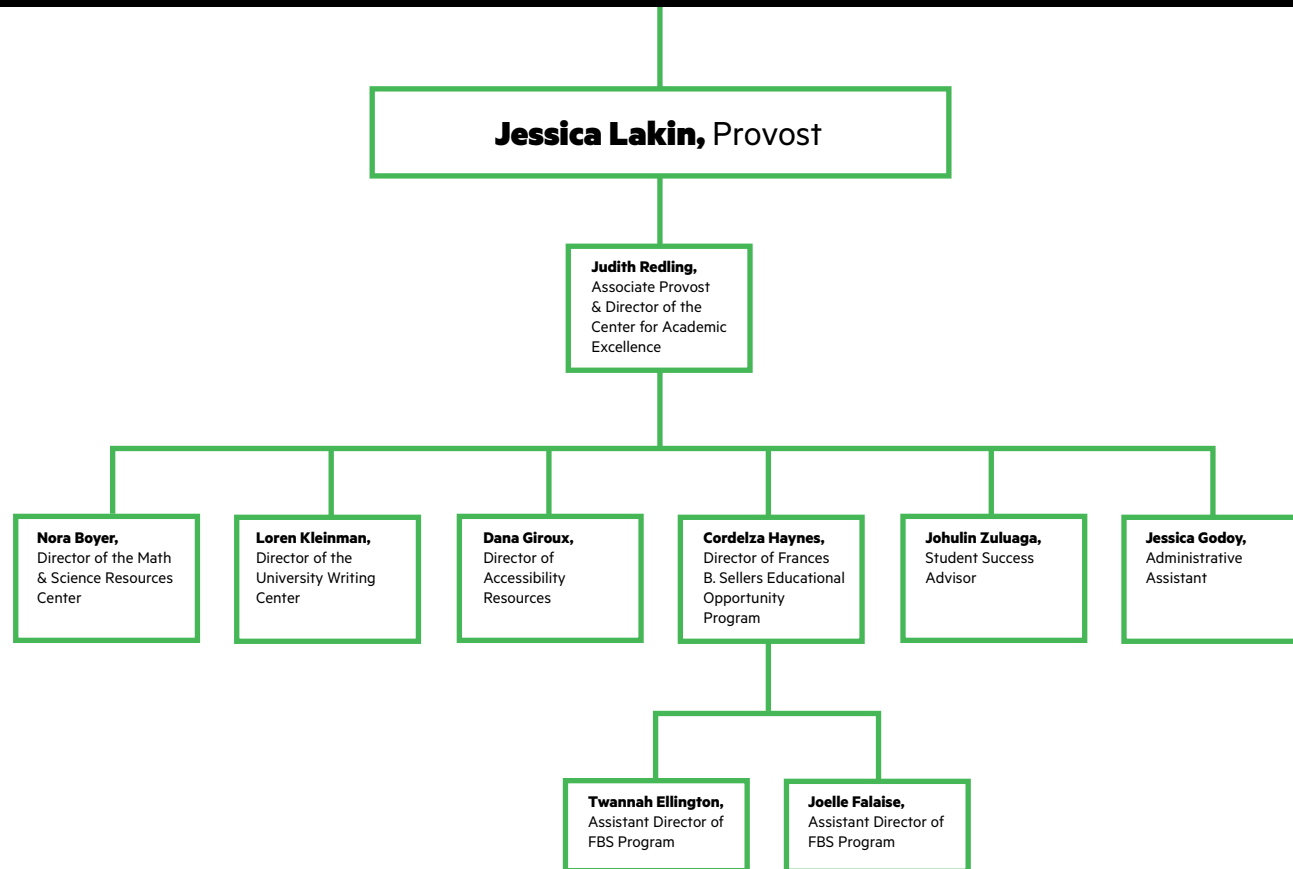 Jessica Lakin, Provost
Judith Redling,
Associate Provost
& Director of the
Center for Academic
Excellence
Nora Boyer,
Director of the Math
& Science Resources
Center
Loren Kleinman,
Director of the
University Writing
Center
Dana Giroux,
Director of
Accessibility
Resources
Cordelza Haynes,
Director of Frances
B. Sellers Educational
Opportunity
Program
Johulin Zuluaga,
Student Success
Advisor
Jessica Godoy,
Administrative
Assistant
Twannah Ellington,
Assistant Director of
FBS Program
Joelle Falaise,
Assistant Director of
FBS Program